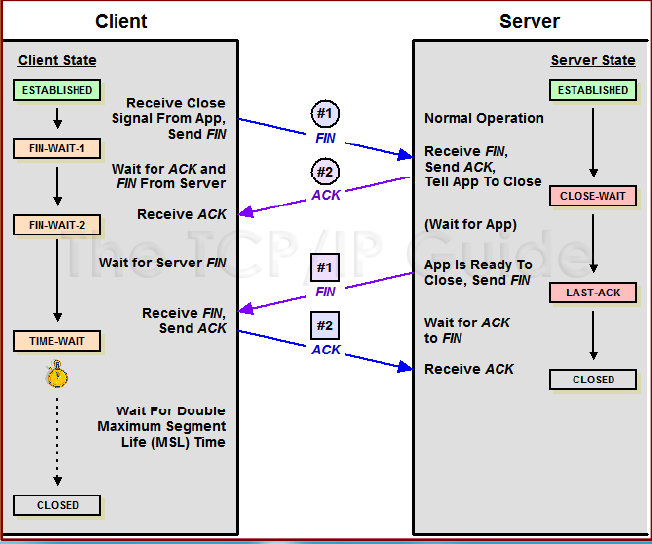 Client
Server
Client State
Server State
ESTABLISHED
ESTABLISHED
Receive Close
Signal From App,
Send FIN
#1
FIN
Normal Operation
FIN-WAIT-1
Receive FIN,
Send ACK,
Tell App To Close
Wait for ACK and
FIN From Server
#2
ACK
CLOSE-WAIT
Receive ACK
FIN-WAIT-2
(Wait for App)
The TCP/IP Guide
Wait for Server FIN
#1
FIN
App Is Ready To
Close, Send FIN
LAST-ACK
Receive FIN,
Send ACK
#2
ACK
Wait for ACK
to FIN
TIME-WAIT
Receive ACK
CLOSED
Wait For Double
Maximum Segment
Life (MSL) Time
CLOSED